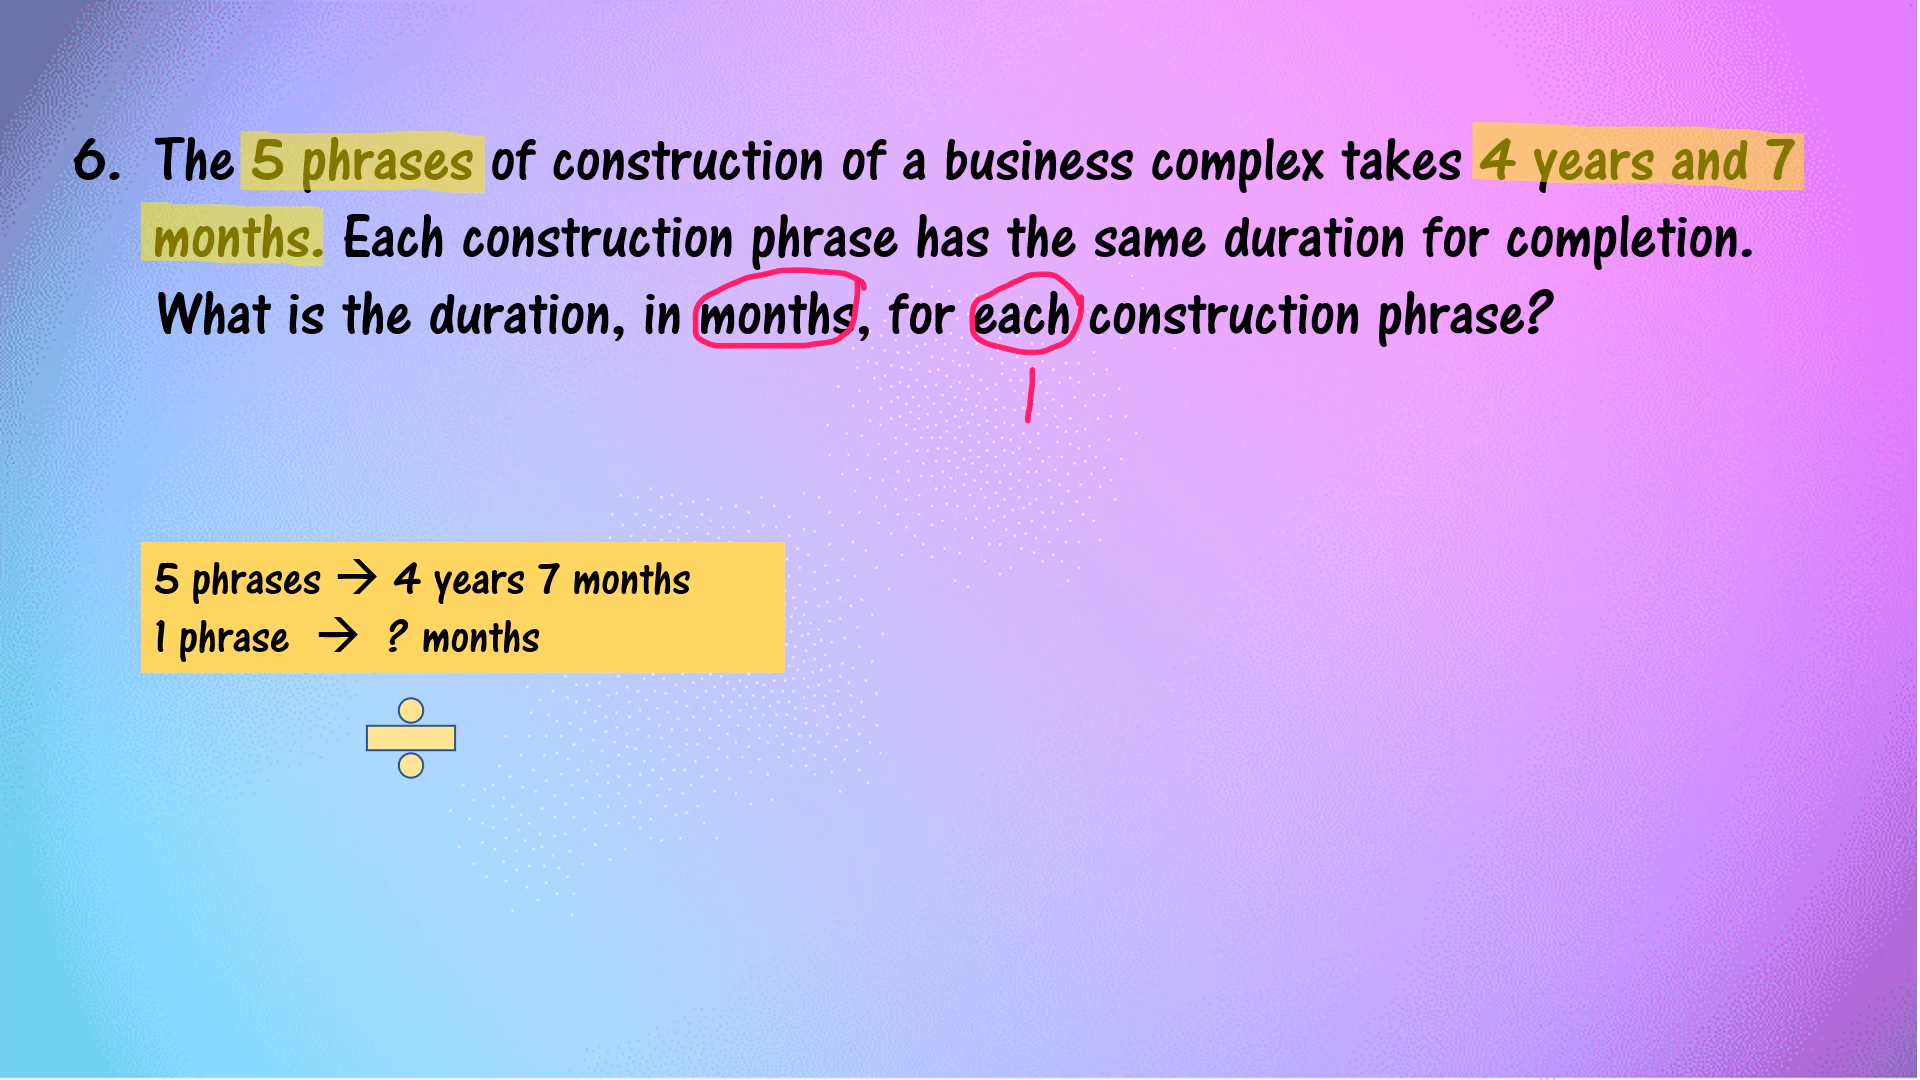 6. The 5 phrases of construction of a business complex takes 4 years and 7
months. Each construction phrase has the same duration for completion.
What is the duration, in months, for each construction phrase?
1
5 phrases → 4 years 7 months
1 phrase → ? months
÷